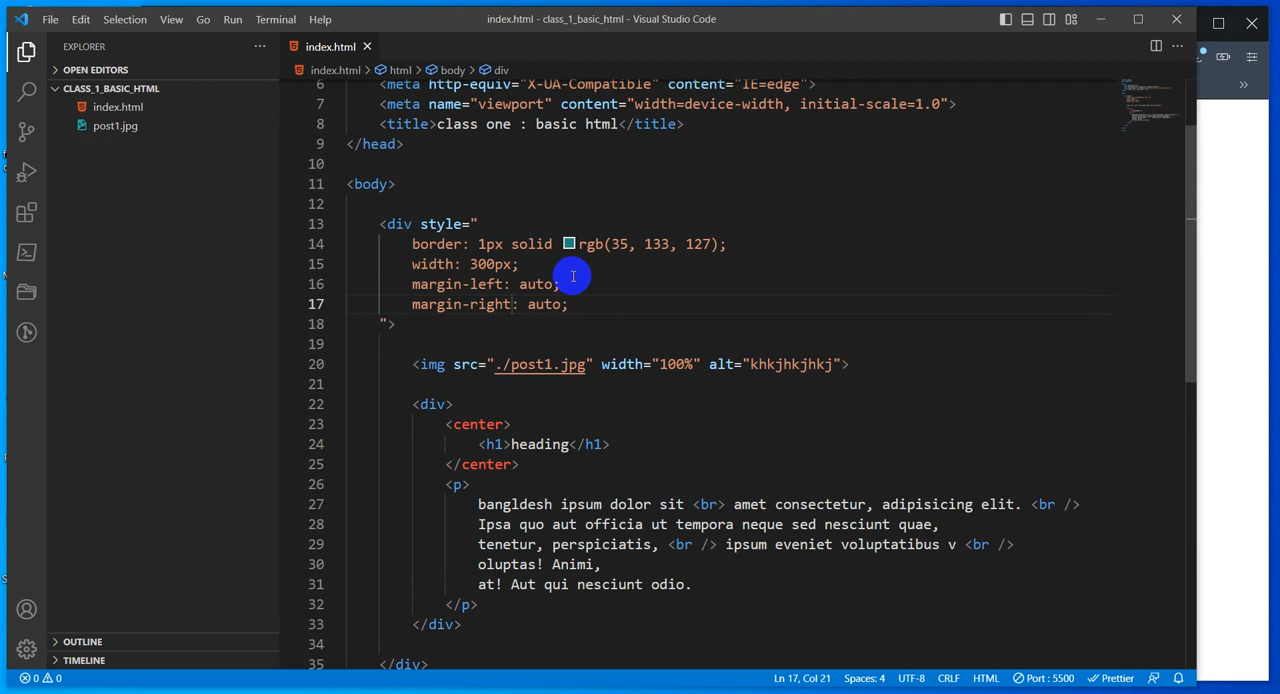 File Edit Selection View Go Run Terminal Help
index.html - class_1_basic_html - Visual Studio Code
EXPLORER
OPEN EDITORS
CLASS_1_BASIC_HTML
index.html
post1.jpg
OUTLINE
TIMELINE
index.html
index.html > html > body > div
6 <meta http-equiv="X-UA-Compatible" content="IE=edge">
7 <meta name="viewport" content="width=device-width, initial-scale=1.0">
8 <title>class one : basic html</title>
9 </head>
10
11 <body>
12
13 <div style="
14 border: 1px solid rgb(35, 133, 127);
15 width: 300px;
16 margin-left: auto;
17 margin-right: auto;
18 ">
19
20 <img src="./post1.jpg" width="100%" alt="khkjhkjhkj">
21
22 <div>
23 <center>
24 <h1>heading</h1>
25 </center>
26 <p>
27 bangldesh ipsum dolor sit <br> amet consectetur, adipisicing elit. <br />
28 Ipsa quo aut officia ut tempora neque sed nesciunt quae,
29 tenetur, perspiciatis, <br /> ipsum eveniet voluptatibus v <br />
30 oluptas! Animi,
31 at! Aut qui nesciunt odio.
32 </p>
33 </div>
34
35 </div>
0 0
Ln 17, Col 21 Spaces: 4 UTF-8 CRLF HTML Port : 5500 Prettier